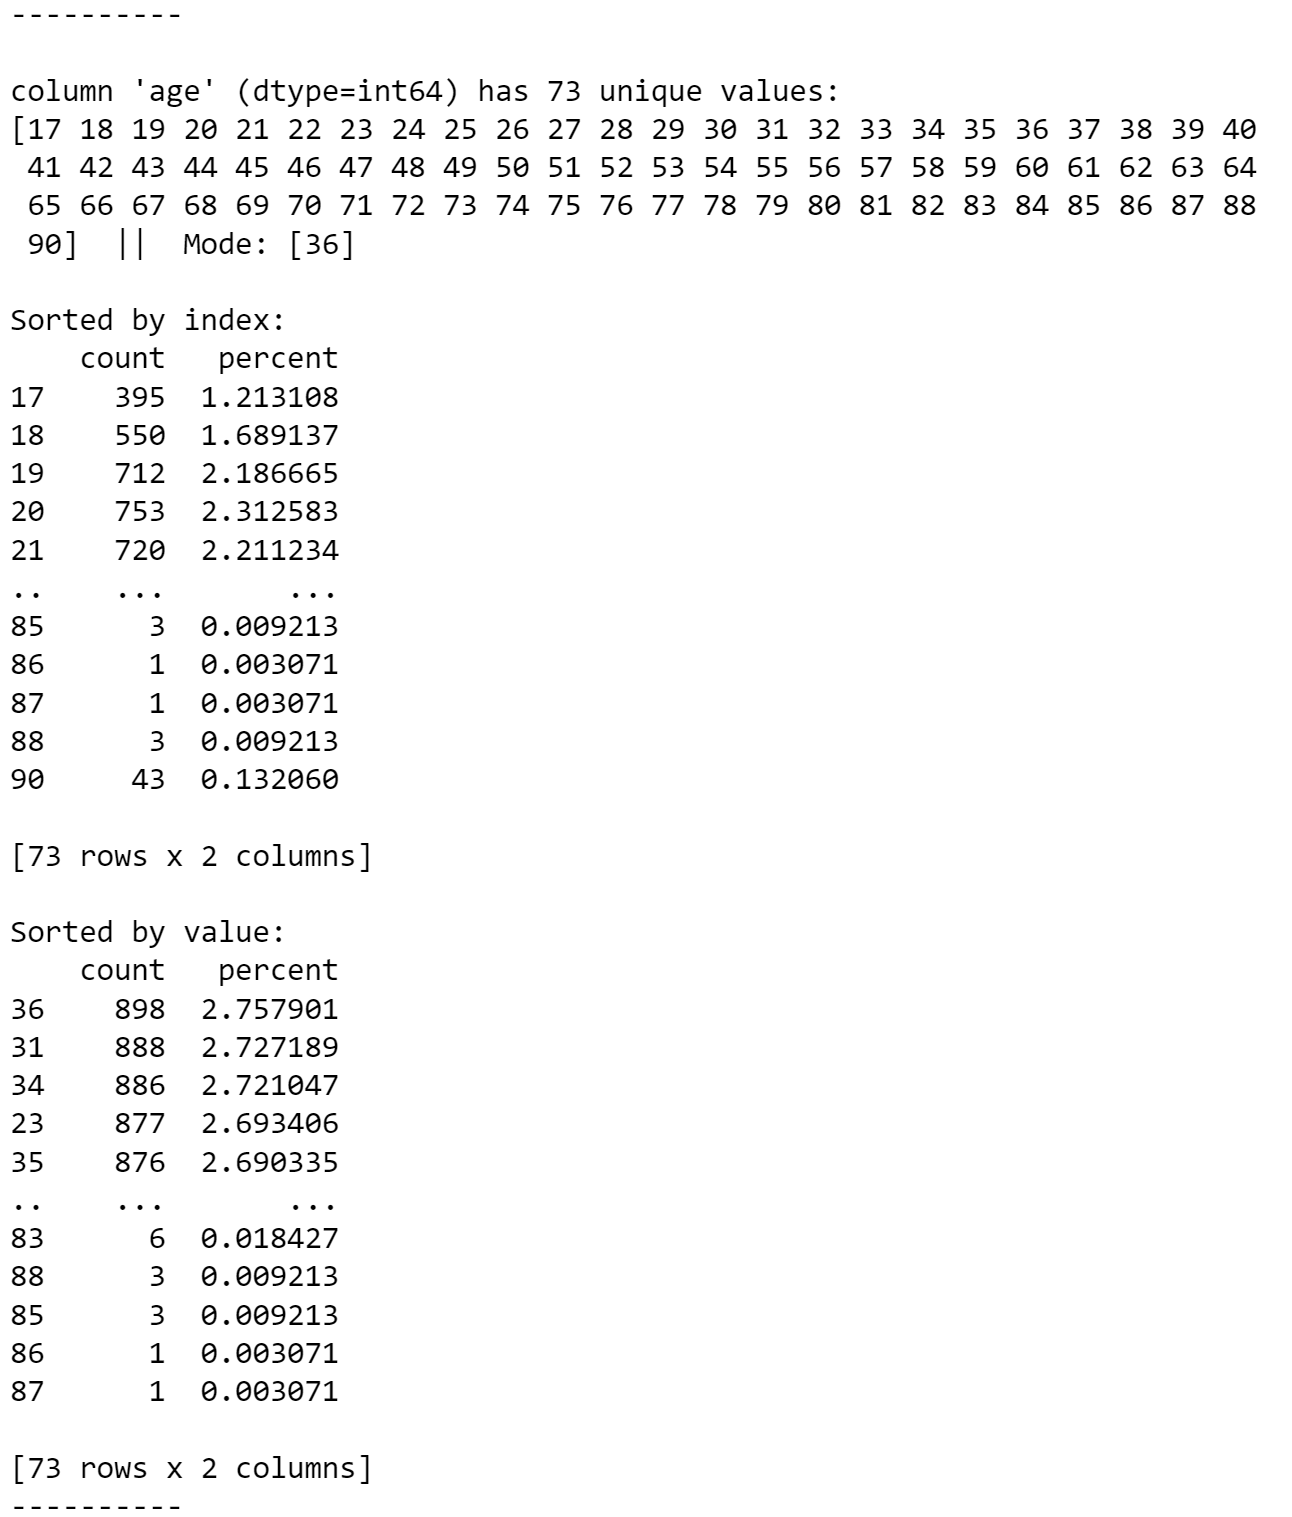 ----------
column 'age' (dtype=int64) has 73 unique values:
[17 18 19 20 21 22 23 24 25 26 27 28 29 30 31 32 33 34 35 36 37 38 39 40
 41 42 43 44 45 46 47 48 49 50 51 52 53 54 55 56 57 58 59 60 61 62 63 64
 65 66 67 68 69 70 71 72 73 74 75 76 77 78 79 80 81 82 83 84 85 86 87 88
 90]  ||  Mode: [36]
Sorted by index:
    count   percent
17    395  1.213108
18    550  1.689137
19    712  2.186665
20    753  2.312583
21    720  2.211234
..    ...       ...
85      3  0.009213
86      1  0.003071
87      1  0.003071
88      3  0.009213
90     43  0.132060
[73 rows x 2 columns]
Sorted by value:
    count   percent
36    898  2.757901
31    888  2.727189
34    886  2.721047
23    877  2.693406
35    876  2.690335
..    ...       ...
83      6  0.018427
88      3  0.009213
85      3  0.009213
86      1  0.003071
87      1  0.003071
[73 rows x 2 columns]
----------